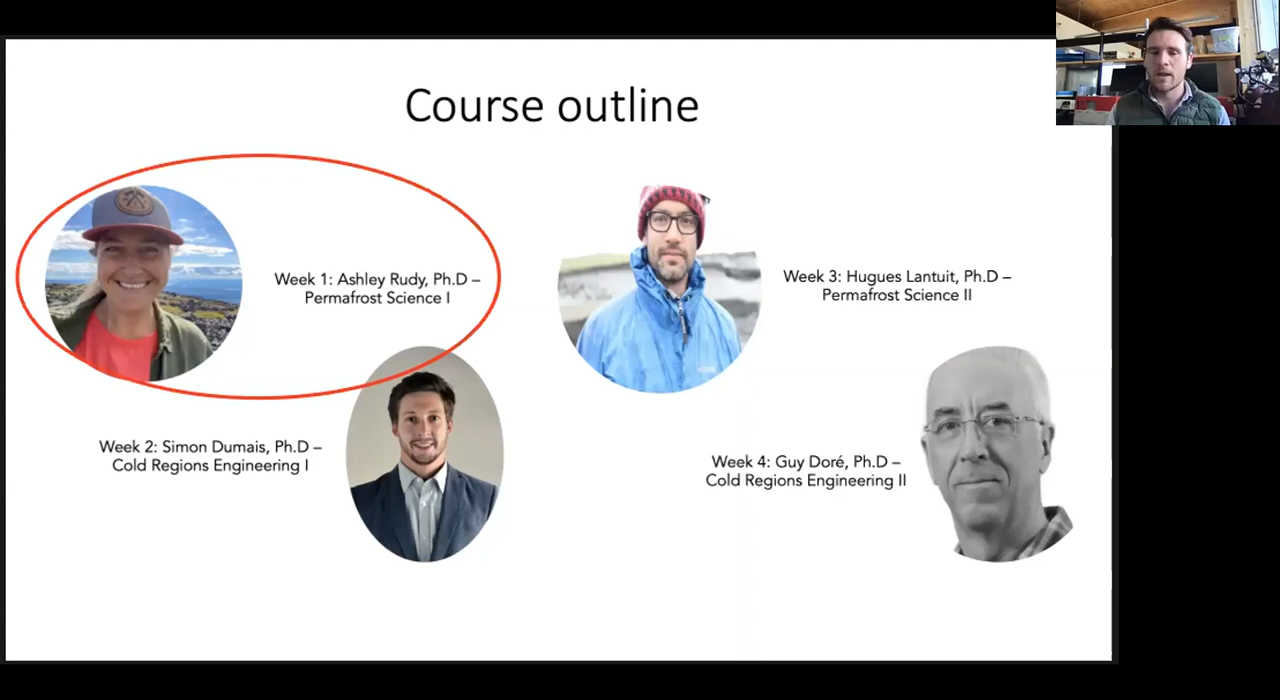 Course outline
Week 1: Ashley Rudy, Ph.D –
Permafrost Science I
Week 2: Simon Dumais, Ph.D –
Cold Regions Engineering I
Week 3: Hugues Lantuit, Ph.D –
Permafrost Science II
Week 4: Guy Doré, Ph.D –
Cold Regions Engineering II